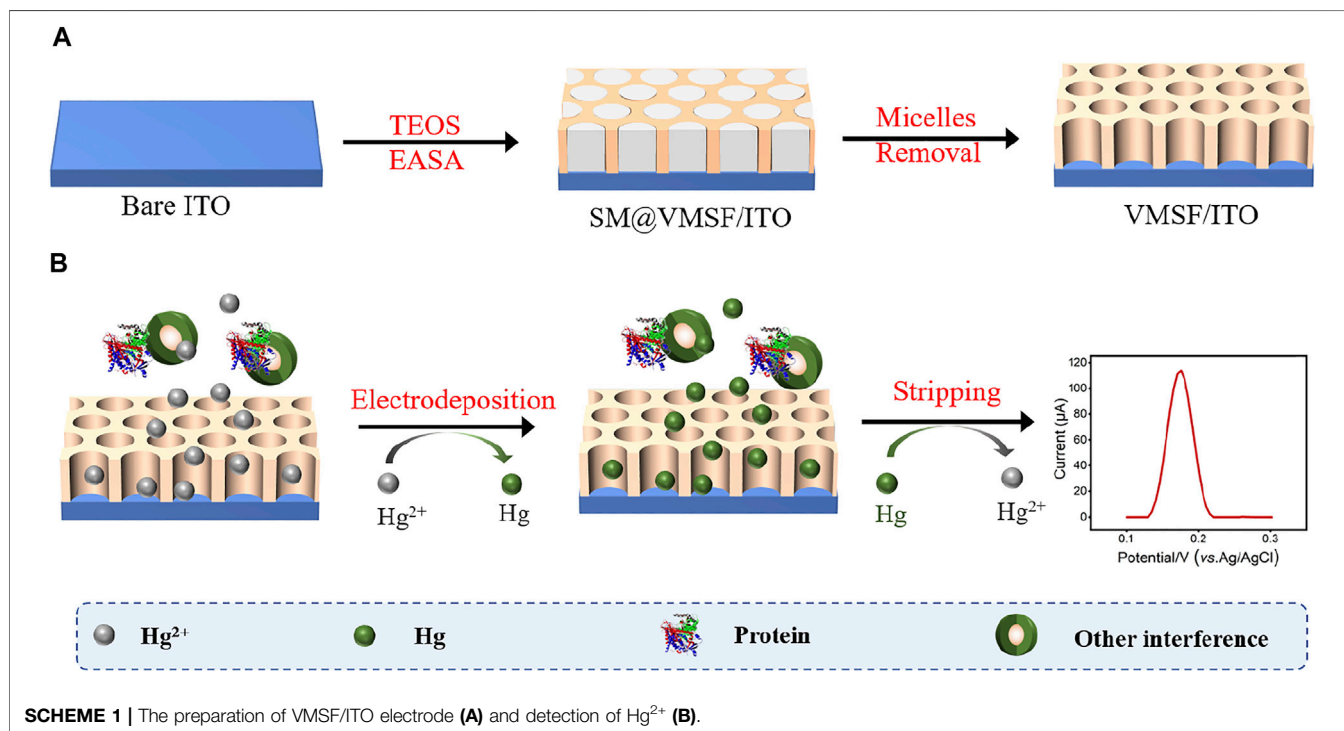 A
TEOS
EASA
Micelles
Removal
Bare ITO
SM@VMSF/ITO
VMSF/ITO
B
Electrodeposition
Hg²⁺
Hg
Stripping
Hg
Hg²⁺
Current (µA)
120
100
80
60
40
20
0
0.1
0.2
0.3
Potential/V (vs.Ag/AgCl)
Hg²⁺
Hg
Protein
Other interference
SCHEME 1 | The preparation of VMSF/ITO electrode (A) and detection of Hg²⁺ (B).